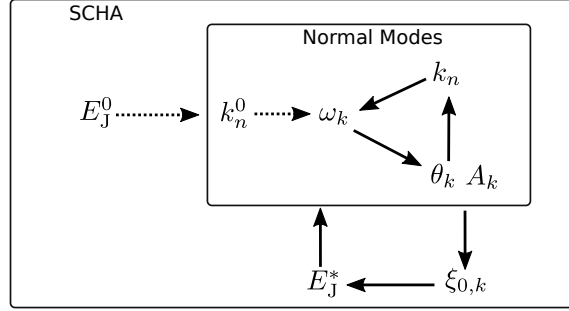 SCHA
Normal Modes
k_n
E_J^0 k_n^0 ω_k
θ_k A_k
E_J^* ξ_{0,k}